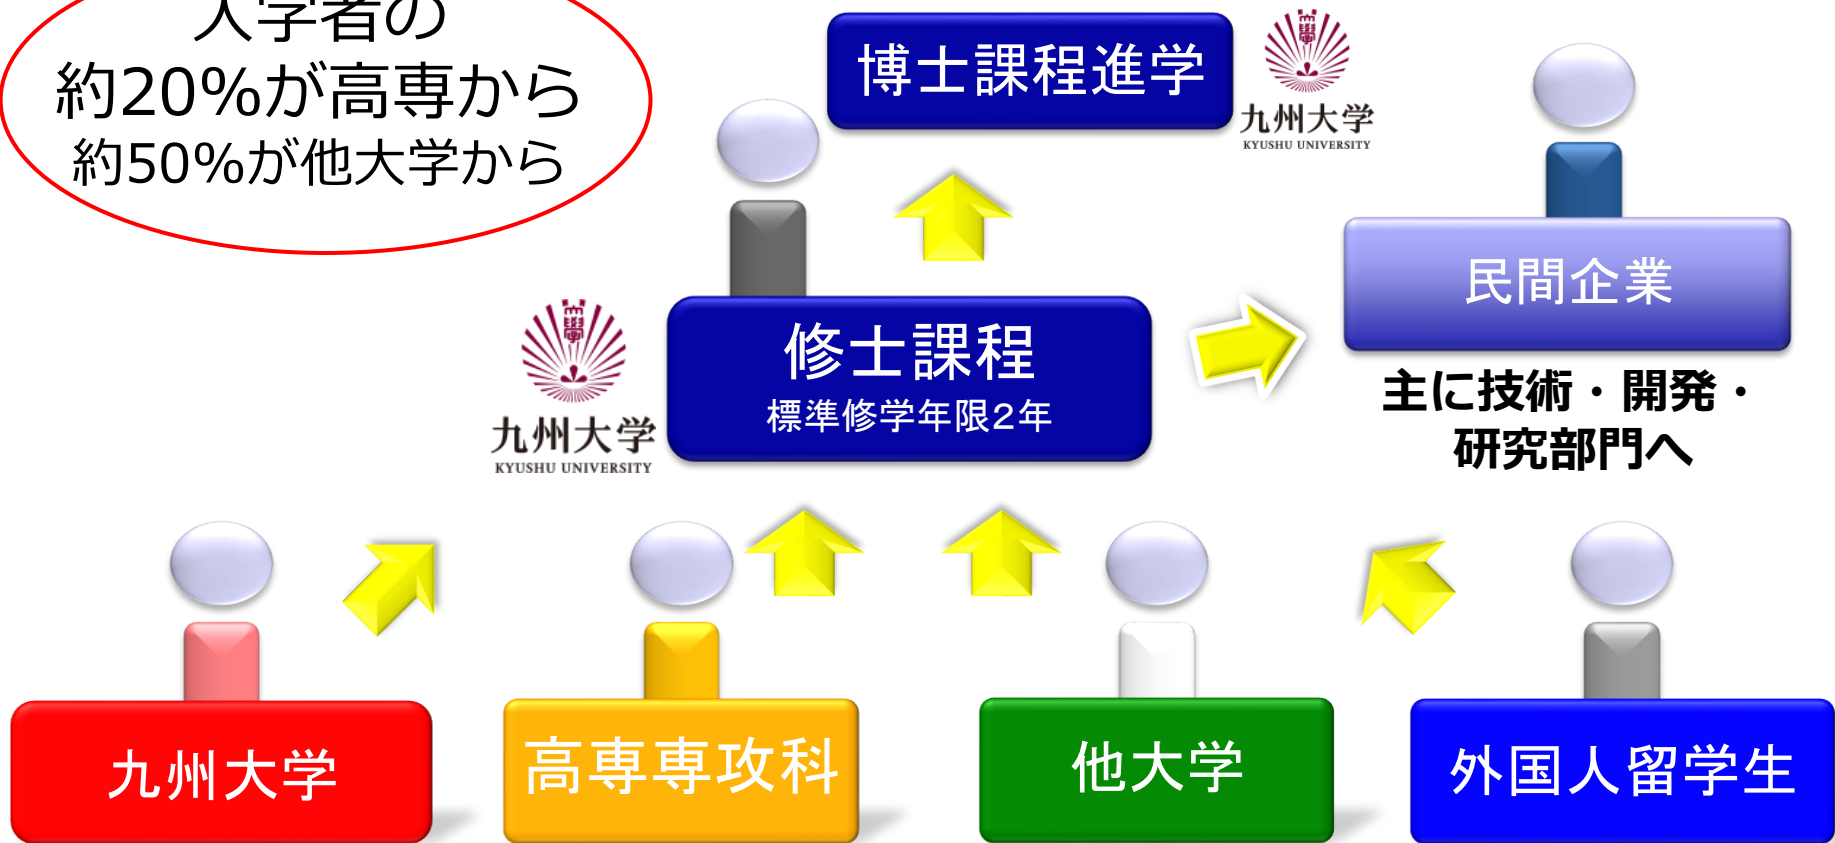 入学者の
約20%が高専から
約50%が他大学から
博士課程進学
九州大学
KYUSHU UNIVERSITY
民間企業
主に技術・開発・
研究部門へ
修士課程
標準修学年限2年
九州大学
KYUSHU UNIVERSITY
九州大学
高専専攻科
他大学
外国人留学生